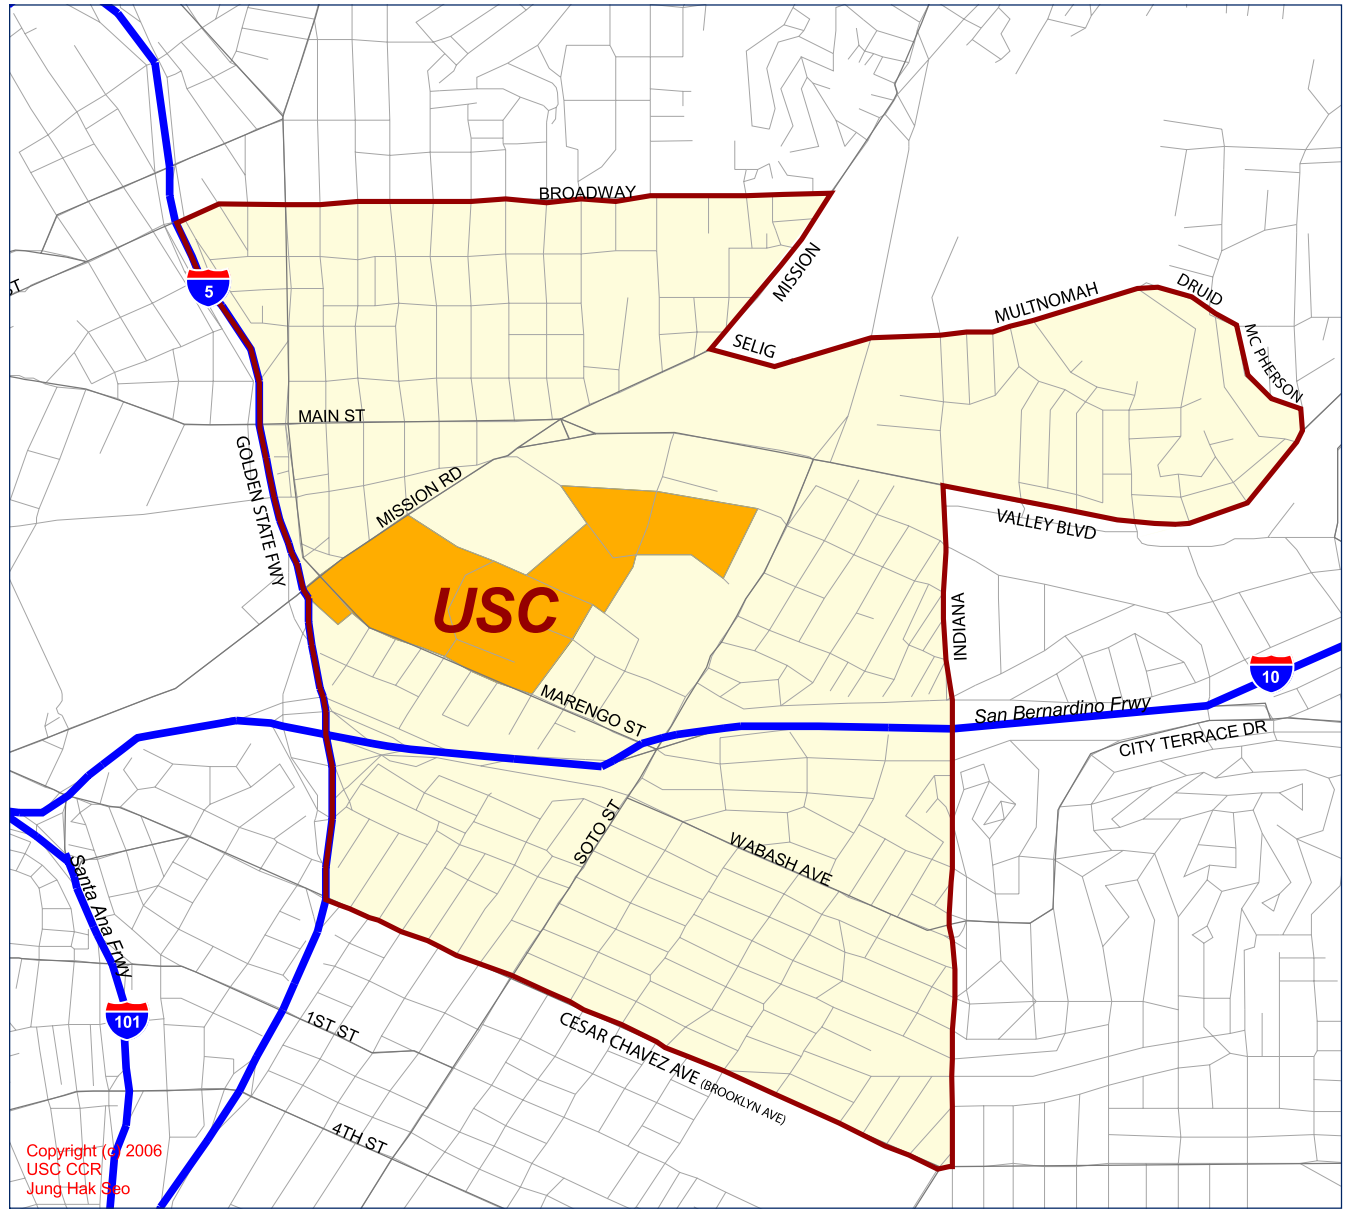 BROADWAY
MISSION
SELIG
MULTNOMAH
DRUID
MC PHERSON
5
ST
MAIN ST
GOLDEN STATE FWY
MISSION RD
VALLEY BLVD
USC
INDIANA
10
MARENGO ST
San Bernardino Frwy
CITY TERRACE DR
SOTO ST
WABASH AVE
Santa Ana Frwy
101
1ST ST
CESAR CHAVEZ AVE (BROOKLYN AVE)
4TH ST
Copyright (c) 2006
USC CCR
Jung Hak Seo